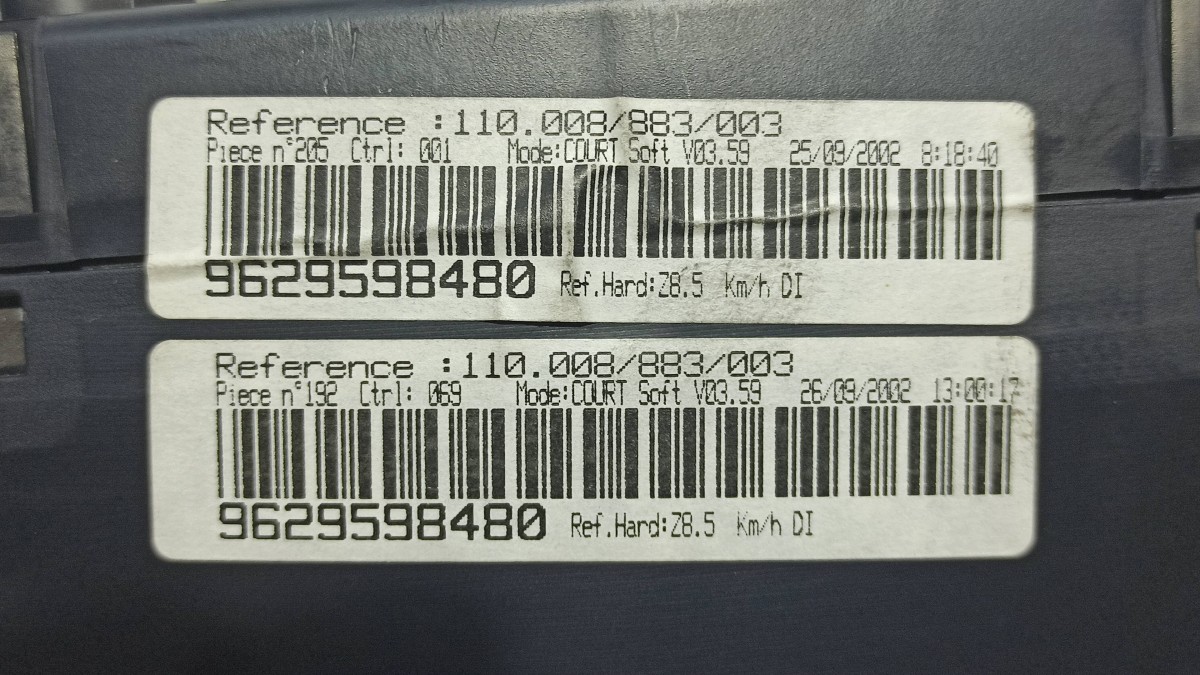 Reference :110.008/883/003
Piece n°205 Ctrl: 001 Mode:COURT Soft V03.59 25/09/2002 8:18:40
9629598480 Ref.Hard:Z8.5 Km/h DI
Reference :110.008/883/003
Piece n°192 Ctrl: 069 Mode:COURT Soft V03.59 26/09/2002 13:00:17
9629598480 Ref.Hard:Z8.5 Km/h DI